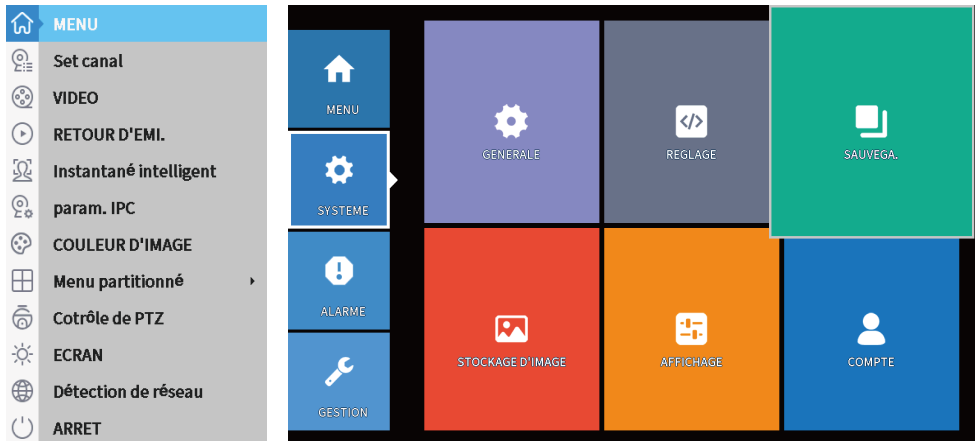 MENU
Set canal
VIDEO
RETOUR D'EMI.
Instantané intelligent
param. IPC
COULEUR D'IMAGE
Menu partitionné
Cotrôle de PTZ
ECRAN
Détection de réseau
ARRET
MENU
SYSTEME
ALARME
GESTION
GENERALE
REGLAGE
SAUVEGA.
STOCKAGE D'IMAGE
AFFICHAGE
COMPTE